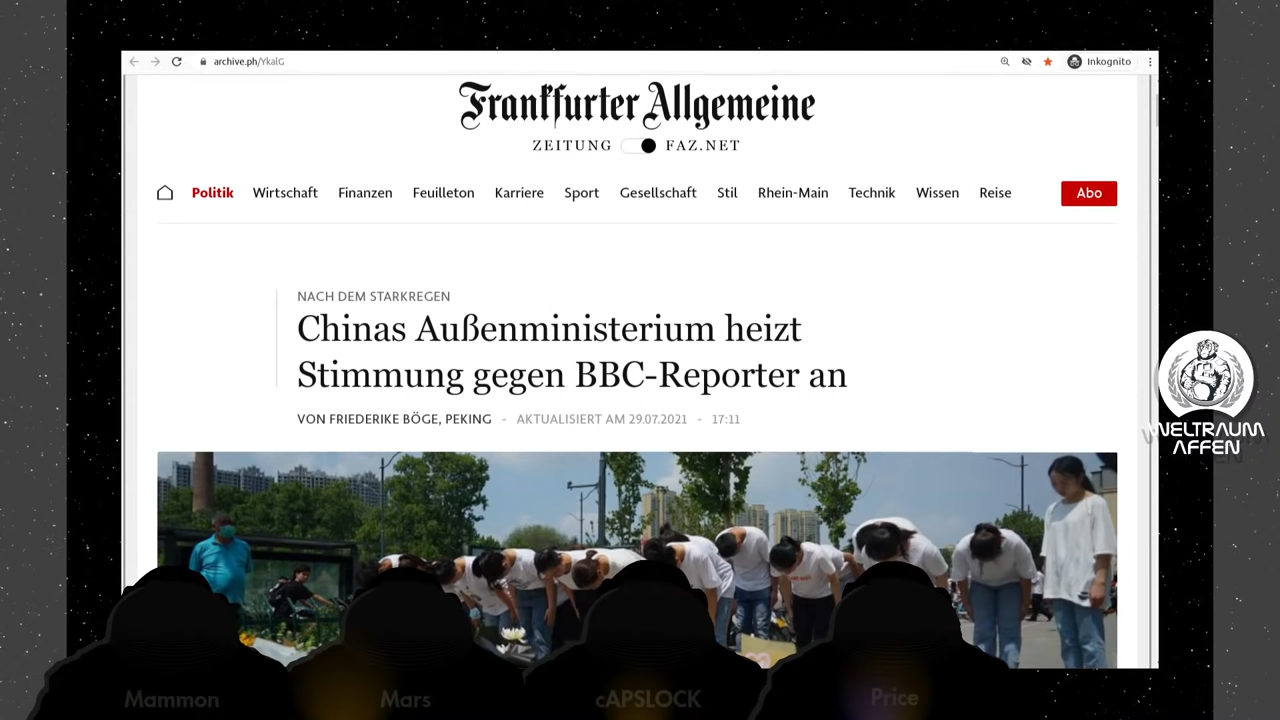 archive.ph/YkalG
Inkognito
Frankfurter Allgemeine
ZEITUNG FAZ.NET
Politik Wirtschaft Finanzen Feuilleton Karriere Sport Gesellschaft Stil Rhein-Main Technik Wissen Reise Abo
NACH DEM STARKREGEN
Chinas Außenministerium heizt
Stimmung gegen BBC-Reporter an
VON FRIEDERIKE BÖGE, PEKING - AKTUALISIERT AM 29.07.2021 - 17:11
WELTRAUM
AFFEN
Mammon Mars cAPSLOCK Price